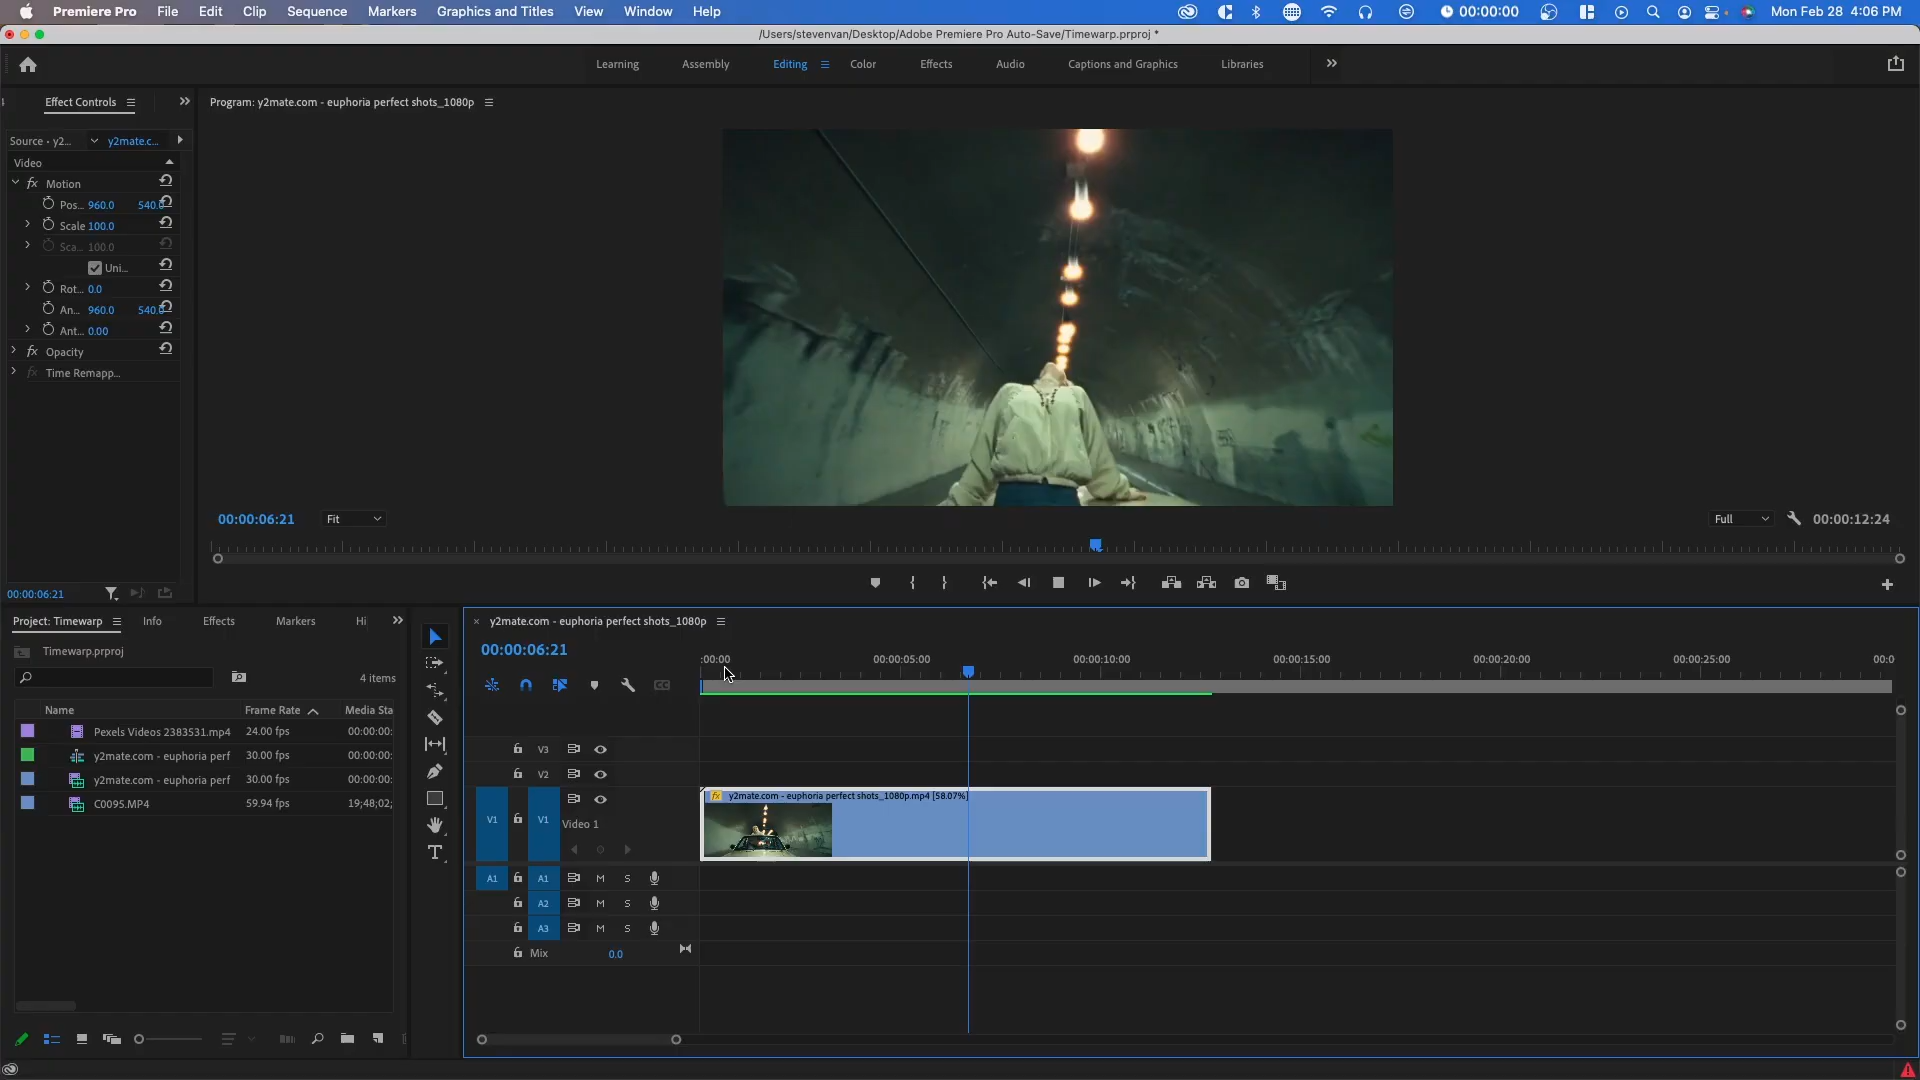 Premiere Pro File Edit Clip Sequence Markers Graphics and Titles View Window Help 00:00:00 Mon Feb 28 4:06 PM
/Users/stevenvan/Desktop/Adobe Premiere Pro Auto-Save/Timewarp.prproj *
Learning Assembly Editing Color Effects Audio Captions and Graphics Libraries
Effect Controls
Program: y2mate.com - euphoria perfect shots_1080p
Source • y2... y2mate.c...
Video
fx Motion
Pos... 960.0 540.0
Scale 100.0
Sca... 100.0
Uni...
Rot... 0.0
An... 960.0 540.0
Ant... 0.00
fx Opacity
fx Time Remapp...
00:00:06:21 Fit Full 00:00:12:24
00:00:06:21
Project: Timewarp Info Effects Markers Hi
Timewarp.prproj
4 items
Name Frame Rate Media Sta
Pexels Videos 2383531.mp4 24.00 fps 00:00:00:
y2mate.com - euphoria perf 30.00 fps 00:00:00:
y2mate.com - euphoria perf 30.00 fps 00:00:00:
C0095.MP4 59.94 fps 19;48;02;
T
y2mate.com - euphoria perfect shots_1080p
00:00:06:21
:00:00 00:00:05:00 00:00:10:00 00:00:15:00 00:00:20:00 00:00:25:00 00:0
CC
V3
V2
V1 V1 Video 1
fx y2mate.com - euphoria perfect shots_1080p.mp4 [58.07%]
A1 A1 M S
A2 M S
A3 M S
Mix 0.0